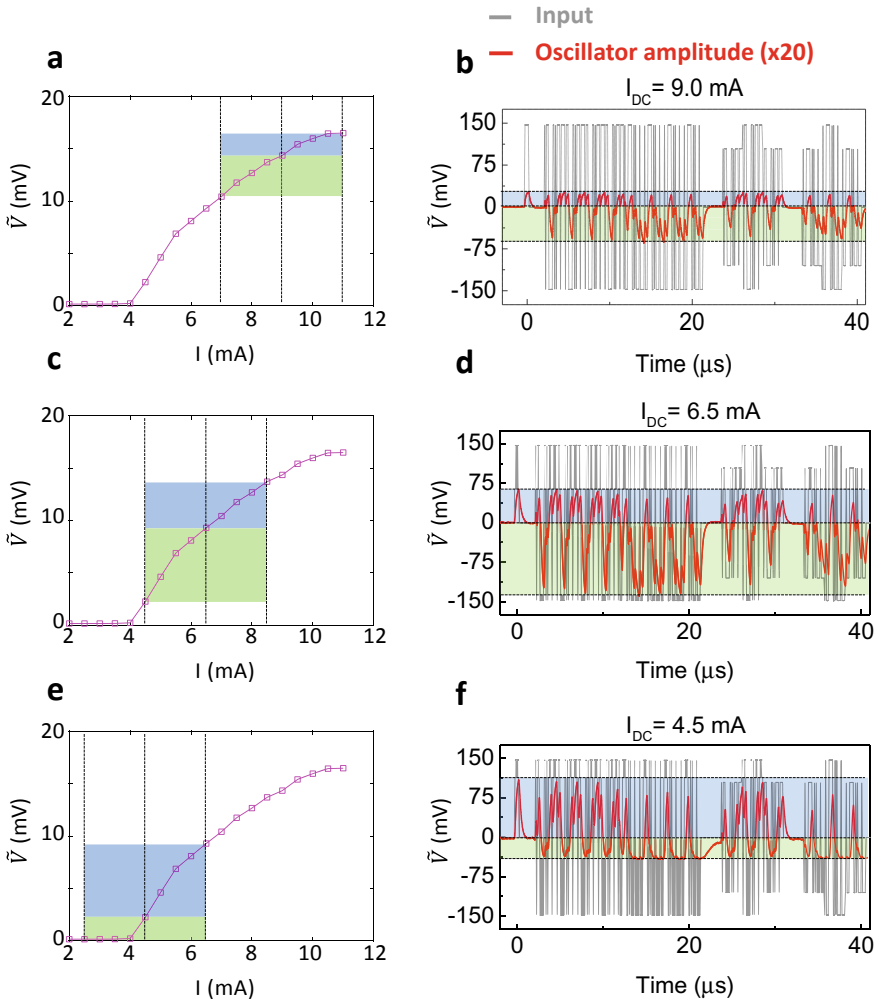 Input
Oscillator amplitude (x20)
a
20
10
0
Ṽ (mV)
2 4 6 8 10 12
I (mA)
b
I_DC = 9.0 mA
150
75
0
-75
-150
Ṽ (mV)
0 20 40
Time (μs)
c
20
10
0
Ṽ (mV)
2 4 6 8 10 12
I (mA)
d
I_DC = 6.5 mA
150
75
0
-75
-150
Ṽ (mV)
0 20 40
Time (μs)
e
20
10
0
Ṽ (mV)
2 4 6 8 10 12
I (mA)
f
I_DC = 4.5 mA
150
75
0
-75
-150
Ṽ (mV)
0 20 40
Time (μs)